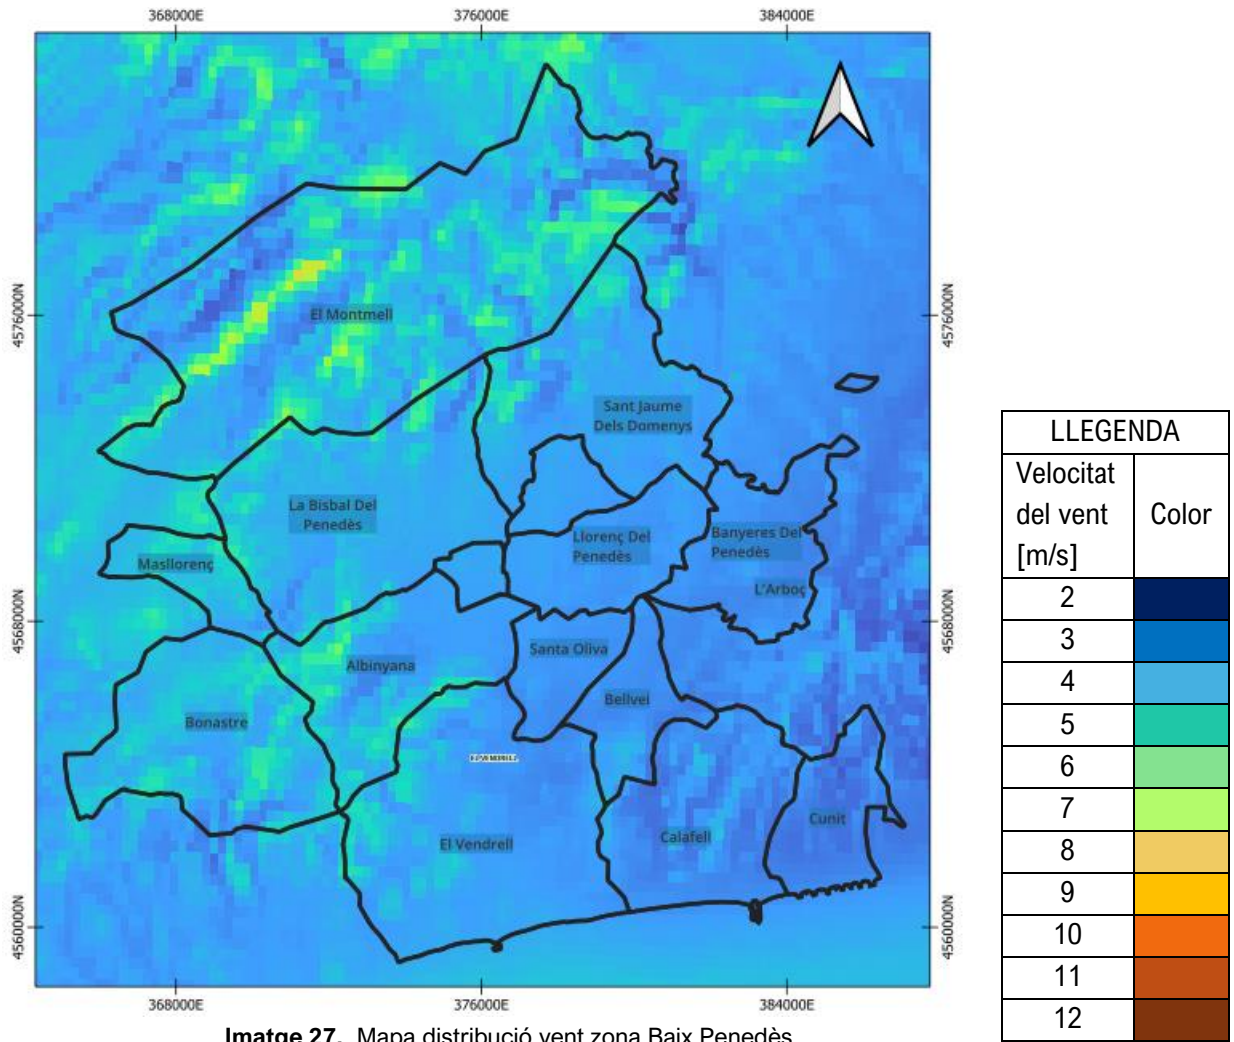 368000E 376000E 384000E
4576000N 4576000N
El Montmell
Sant Jaume
Dels Domenys
La Bisbal Del
Penedès
Llorenç Del
Penedès
Banyeres Del
Penedès
Masllorenç
L'Arboç
4568000N 4568000N
Santa Oliva
Albinyana
Bellvei
Bonastre
El Vendrell
Cunit
Calafell
El Vendrell
4560000N 4560000N
368000E 376000E 384000E
LLEGENDA
Velocitat
del vent
[m/s]
Color
2
3
4
5
6
7
8
9
10
11
12
Imatge 27. Mapa distribució vent zona Baix Penedès